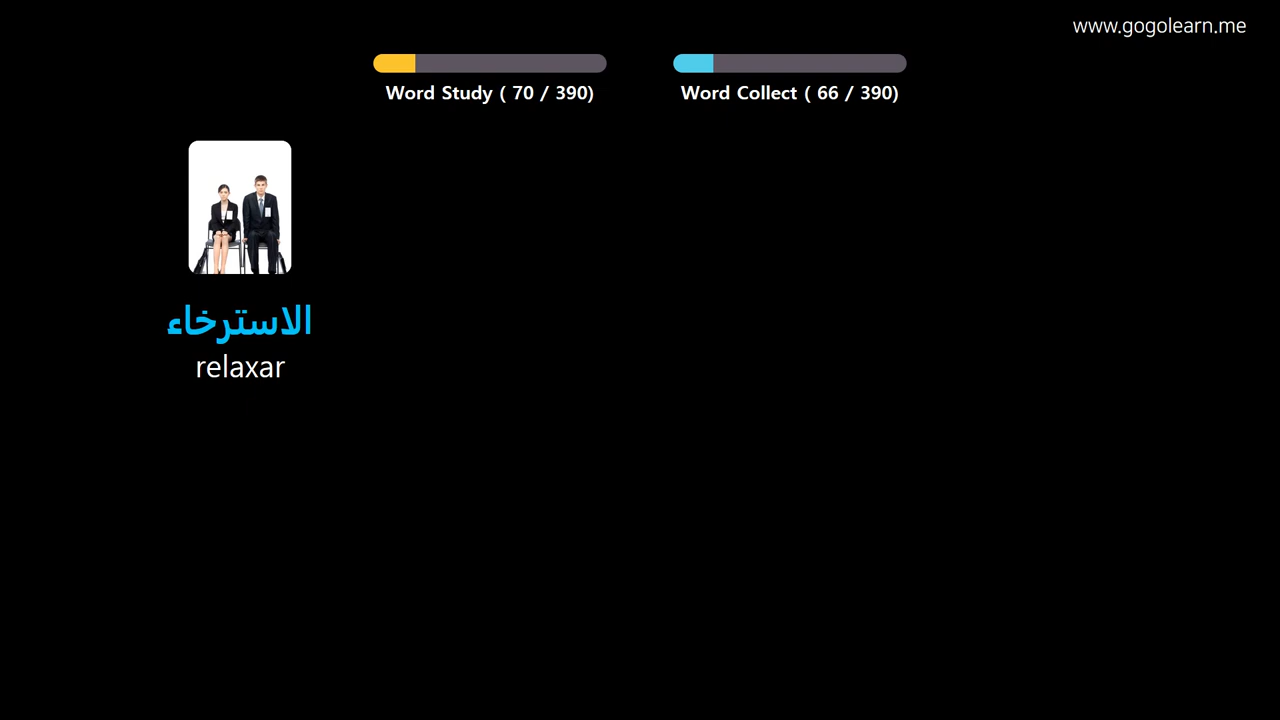 www.gogolearn.me
Word Study ( 70 / 390)
Word Collect ( 66 / 390)
الاسترخاء
relaxar